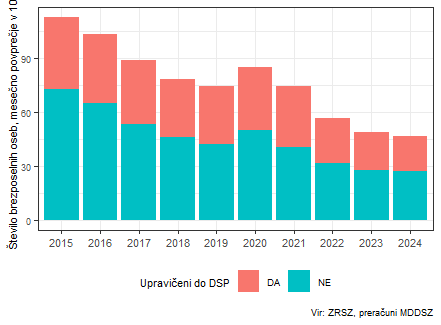 Število brezposelnih oseb, mesečno povprečje v 10
90
60
30
0
2015 2016 2017 2018 2019 2020 2021 2022 2023 2024
Upravičeni do DSP DA NE
Vir: ZRSZ, preračuni MDDSZ